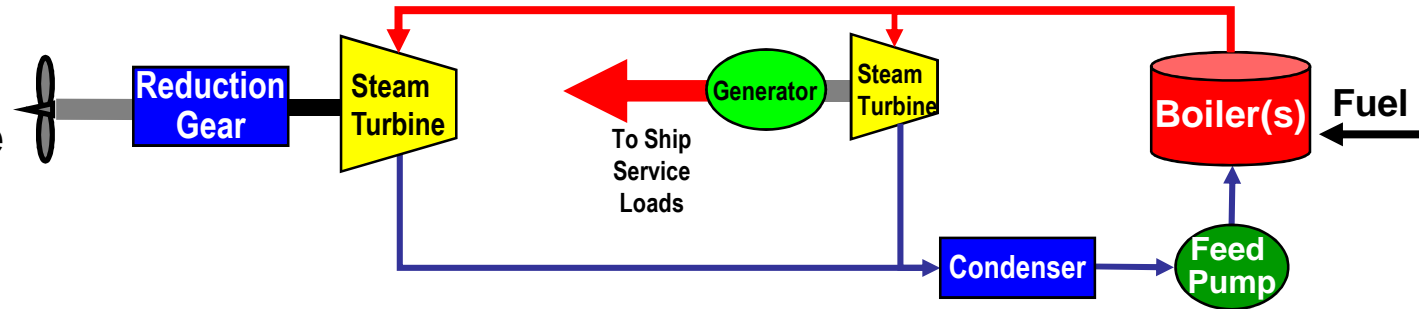 Reduction
Gear
Steam
Turbine
Generator
Steam
Turbine
Boiler(s)
Fuel
To Ship
Service
Loads
Condenser
Feed
Pump